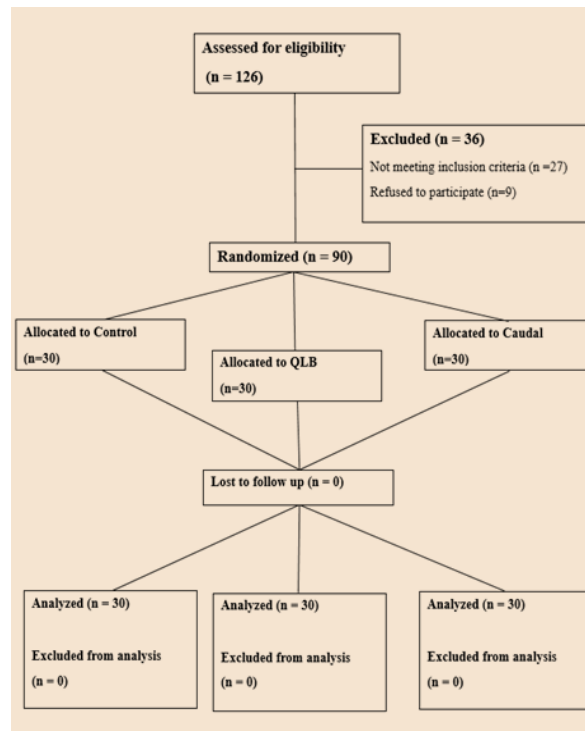 Assessed for eligibility
(n = 126)
Excluded (n = 36)
Not meeting inclusion criteria (n =27)
Refused to participate (n=9)
Randomized (n = 90)
Allocated to Control
(n=30)
Allocated to QLB
(n=30)
Allocated to Caudal
(n=30)
Lost to follow up (n = 0)
Analyzed (n = 30)
Excluded from analysis
(n = 0)
Analyzed (n = 30)
Excluded from analysis
(n = 0)
Analyzed (n = 30)
Excluded from analysis
(n = 0)